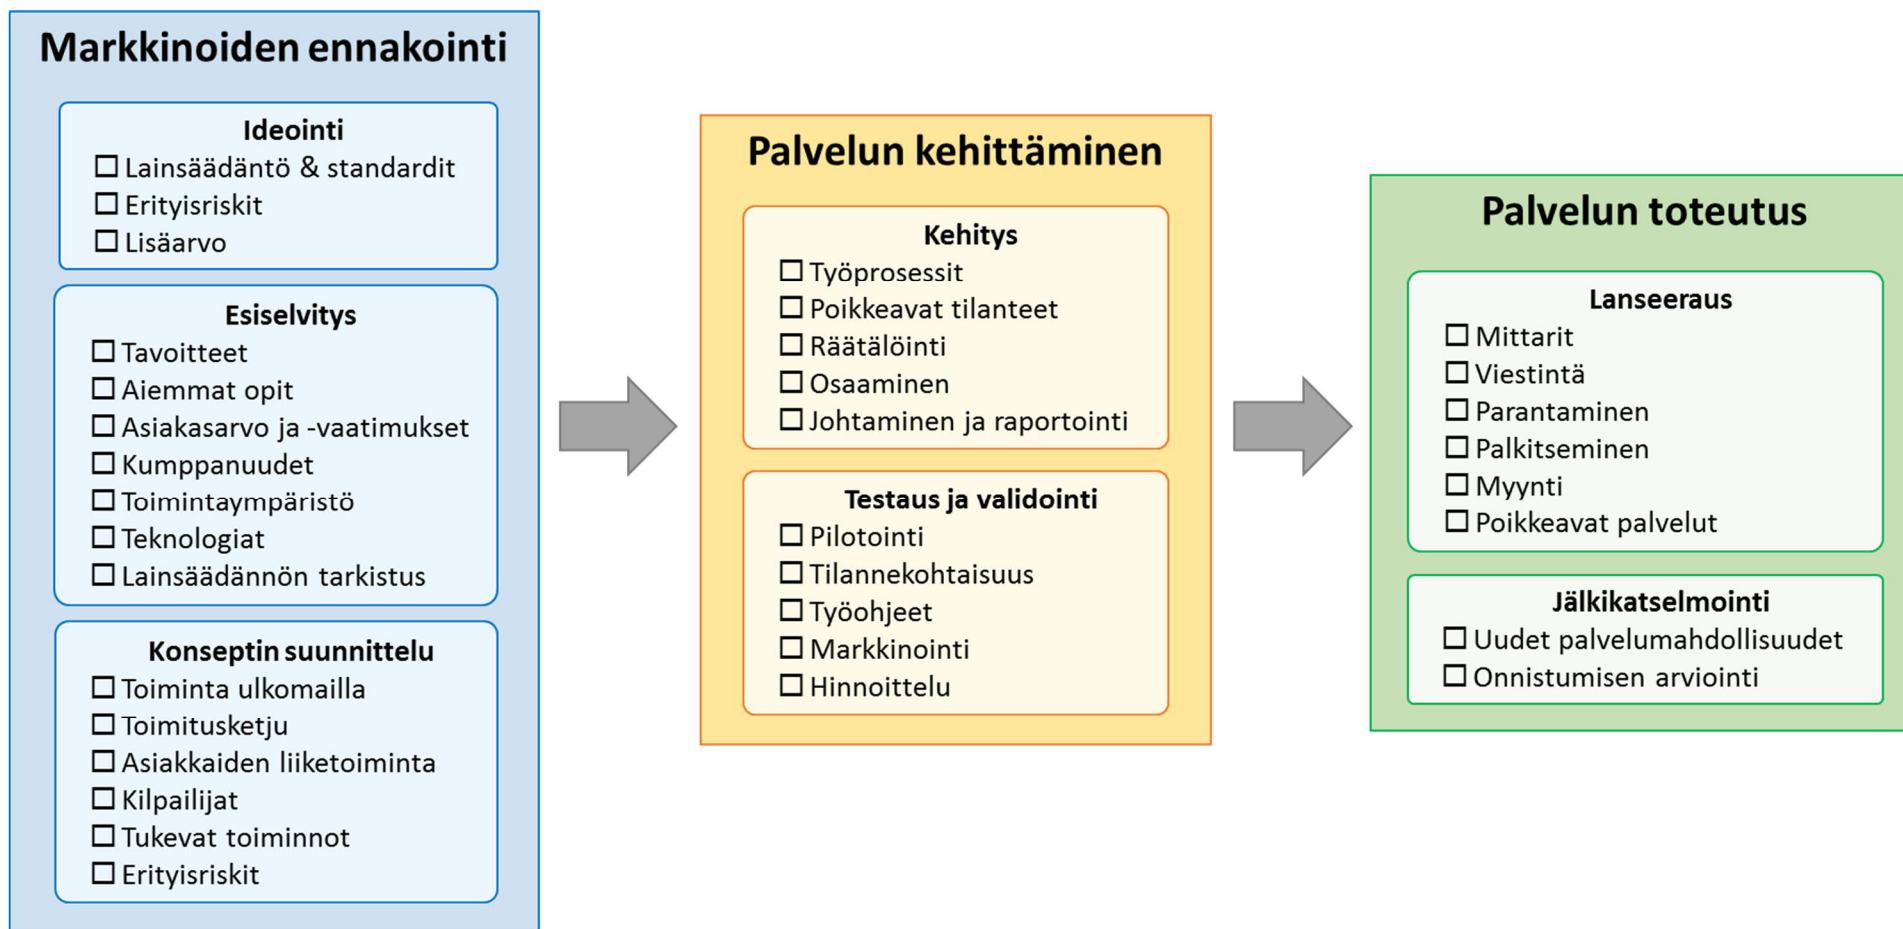 Markkinoiden ennakointi
Ideointi
☐ Lainsäädäntö & standardit
☐ Erityisriskit
☐ Lisäarvo
Esiselvitys
☐ Tavoitteet
☐ Aiemmat opit
☐ Asiakasarvo ja -vaatimukset
☐ Kumppanuudet
☐ Toimintaympäristö
☐ Teknologiat
☐ Lainsäädännön tarkistus
Konseptin suunnittelu
☐ Toiminta ulkomailla
☐ Toimitusketju
☐ Asiakkaiden liiketoiminta
☐ Kilpailijat
☐ Tukevat toiminnot
☐ Erityisriskit
Palvelun kehittäminen
Kehitys
☐ Työprosessit
☐ Poikkeavat tilanteet
☐ Räätälöinti
☐ Osaaminen
☐ Johtaminen ja raportointi
Testaus ja validointi
☐ Pilotointi
☐ Tilannekohtaisuus
☐ Työohjeet
☐ Markkinointi
☐ Hinnoittelu
Palvelun toteutus
Lanseeraus
☐ Mittarit
☐ Viestintä
☐ Parantaminen
☐ Palkitseminen
☐ Myynti
☐ Poikkeavat palvelut
Jälkikatselmointi
☐ Uudet palvelumahdollisuudet
☐ Onnistumisen arviointi